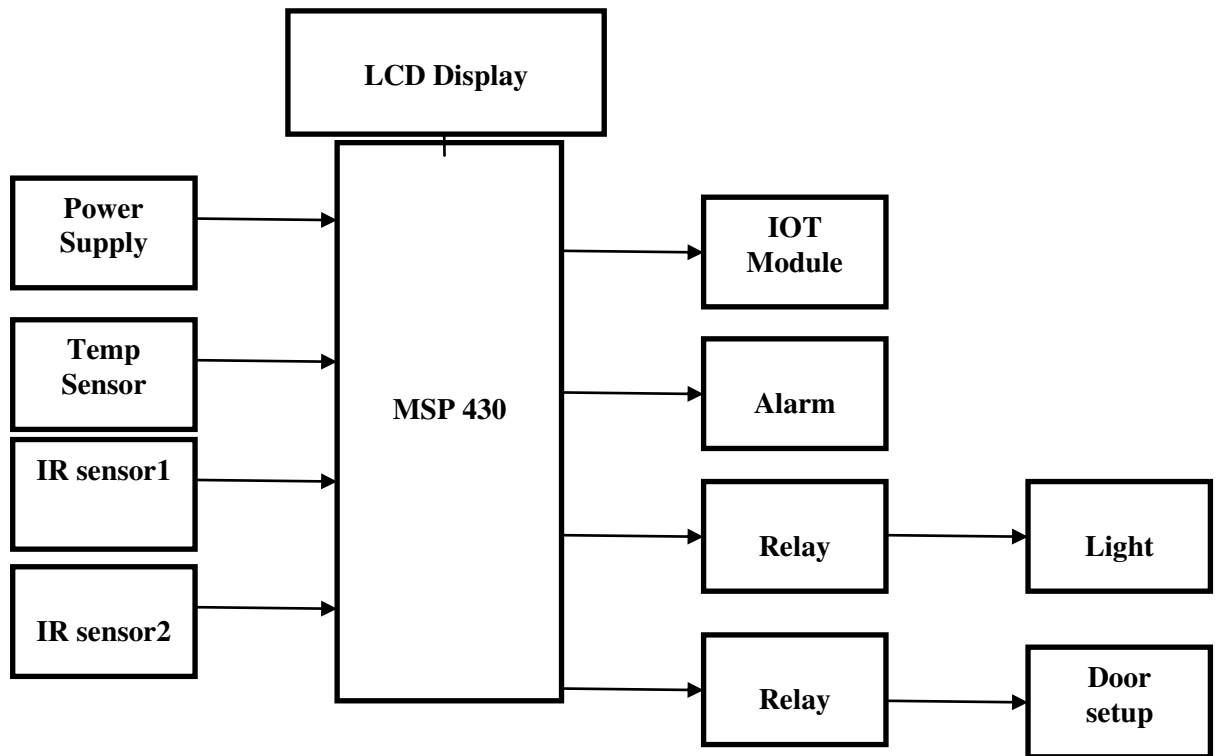 LCD Display
Power
Supply
Temp
Sensor
IR sensor1
IR sensor2
MSP 430
IOT
Module
Alarm
Relay
Light
Relay
Door
setup